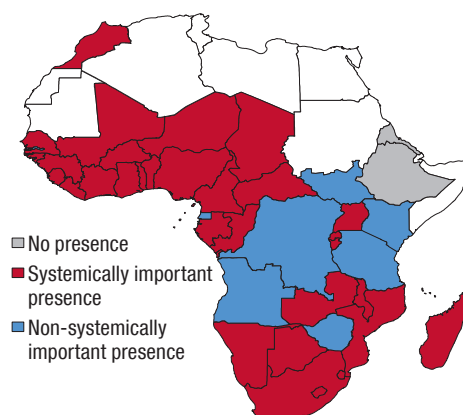 No presence
Systemically important
presence
Non-systemically
important presence